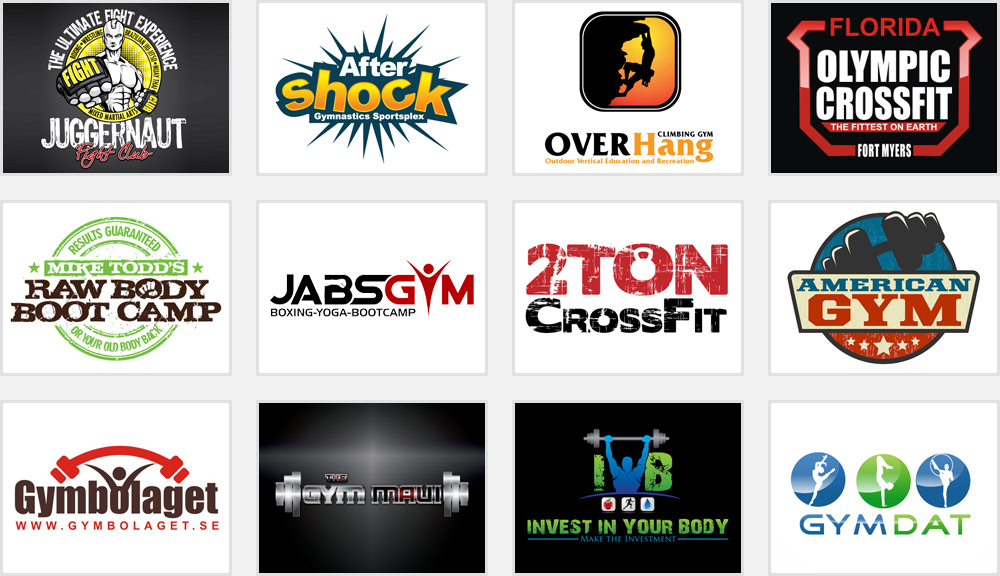 THE ULTIMATE FIGHT EXPERIENCE
FIGHT
MIXED MARTIAL ARTS
JUGGERNAUT
Fight Club
After
shock
Gymnastics Sportsplex
CLIMBING GYM
OVERHang
Outdoor Vertical Education and Recreation
FLORIDA
OLYMPIC
CROSSFIT
THE FITTEST ON EARTH
FORT MYERS
RESULTS GUARANTEED
MIKE TODD'S
RAW BODY
BOOT CAMP
OR YOUR OLD BODY BACK
JABSGYM
BOXING-YOGA-BOOTCAMP
2TON
CROSSFIT
AMERICAN
GYM
Gymbolaget
WWW.GYMBOLAGET.SE
THE
GYM MAUI
IYB
INVEST IN YOUR BODY
MAKE THE INVESTMENT
GYMDAT